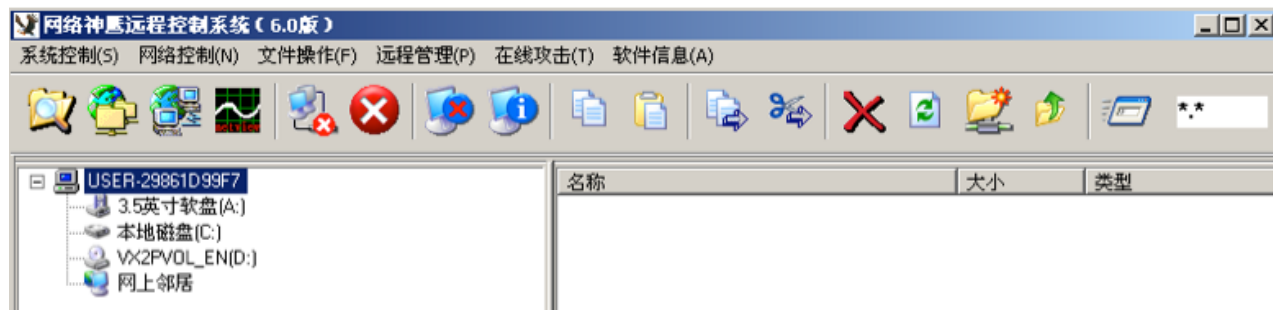 网络神鹰远程控制系统(6.0版)
系统控制(S) 网络控制(N) 文件操作(F) 远程管理(P) 在线攻击(T) 软件信息(A)
*.*
USER-29861D99F7
3.5英寸软盘(A:)
本地磁盘(C:)
VX2PVOL_EN(D:)
网上邻居
名称 大小 类型